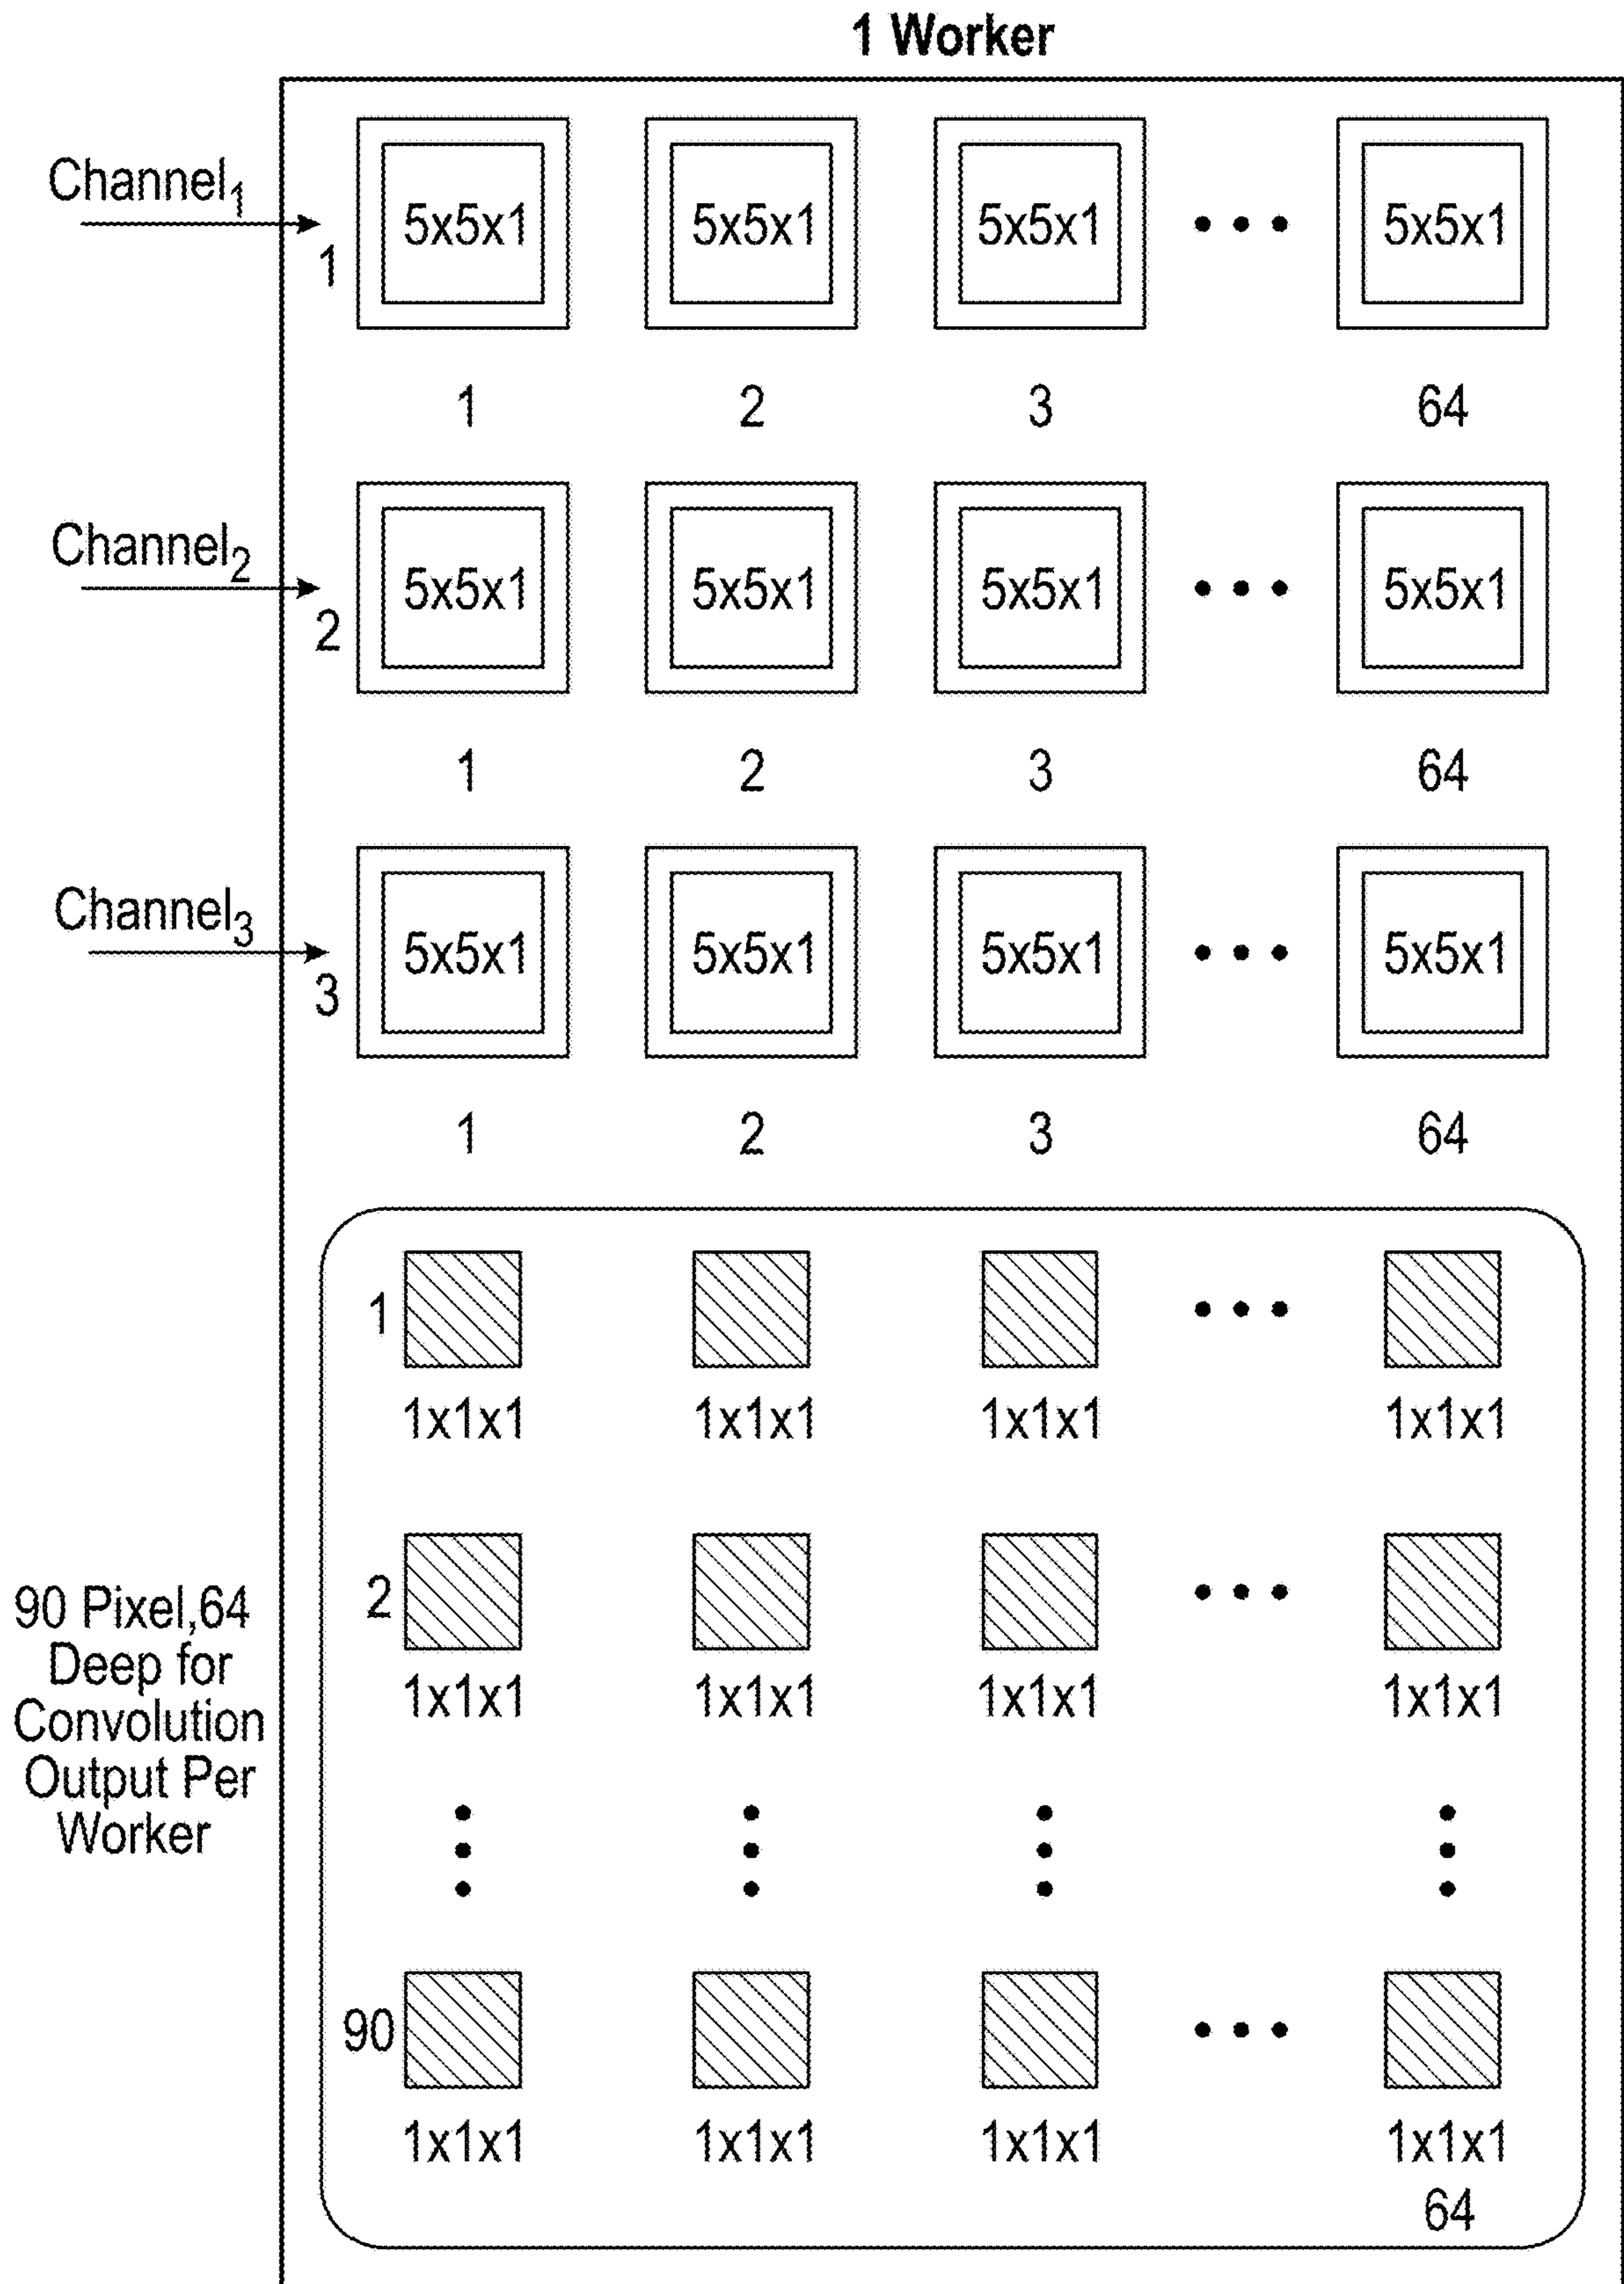 1 Worker
Channel1
1
5x5x1 5x5x1 5x5x1 5x5x1
1 2 3 64
Channel2
2
5x5x1 5x5x1 5x5x1 5x5x1
1 2 3 64
Channel3
3
5x5x1 5x5x1 5x5x1 5x5x1
1 2 3 64
1
1x1x1 1x1x1 1x1x1 1x1x1
2
1x1x1 1x1x1 1x1x1 1x1x1
90 Pixel,64
Deep for
Convolution
Output Per
Worker
90
1x1x1 1x1x1 1x1x1 1x1x1
64